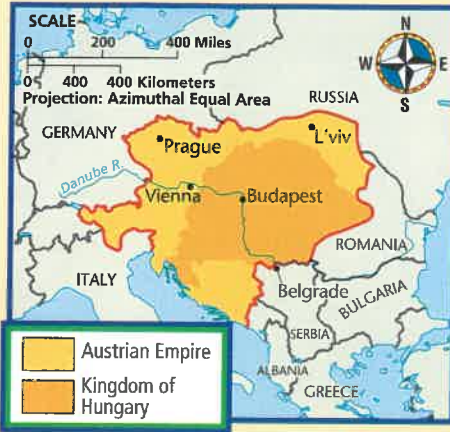 SCALE
0 200 400 Miles
0 400 400 Kilometers
Projection: Azimuthal Equal Area
N
W E
S
RUSSIA
GERMANY
Prague
L'viv
Danube R.
Vienna
Budapest
ROMANIA
ITALY
Belgrade
BULGARIA
SERBIA
ALBANIA
GREECE
Austrian Empire
Kingdom of
Hungary